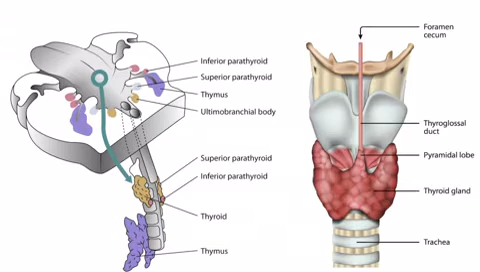 Inferior parathyroid
Superior parathyroid
Thymus
Ultimobranchial body
Superior parathyroid
Inferior parathyroid
Thyroid
Thymus
Foramen
cecum
Thyroglossal
duct
Pyramidal lobe
Thyroid gland
Trachea